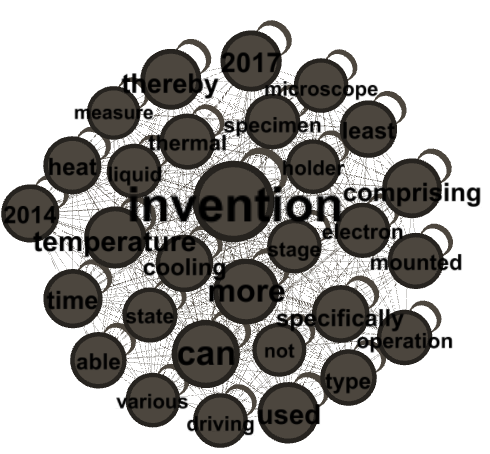 2017
thereby
microscope
measure
specimen
least
thermal
heat
liquid
holder
comprising
invention
2014
temperature
electron
stage
cooling
mounted
more
time
state
specifically
operation
can
not
able
type
various
used
driving